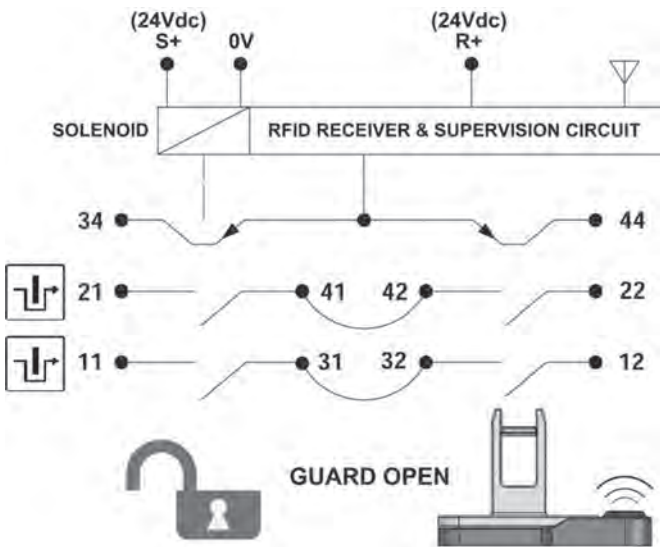 (24Vdc) (24Vdc)
S+ 0V R+
SOLENOID RFID RECEIVER & SUPERVISION CIRCUIT
34 44
21 41 42 22
11 31 32 12
GUARD OPEN